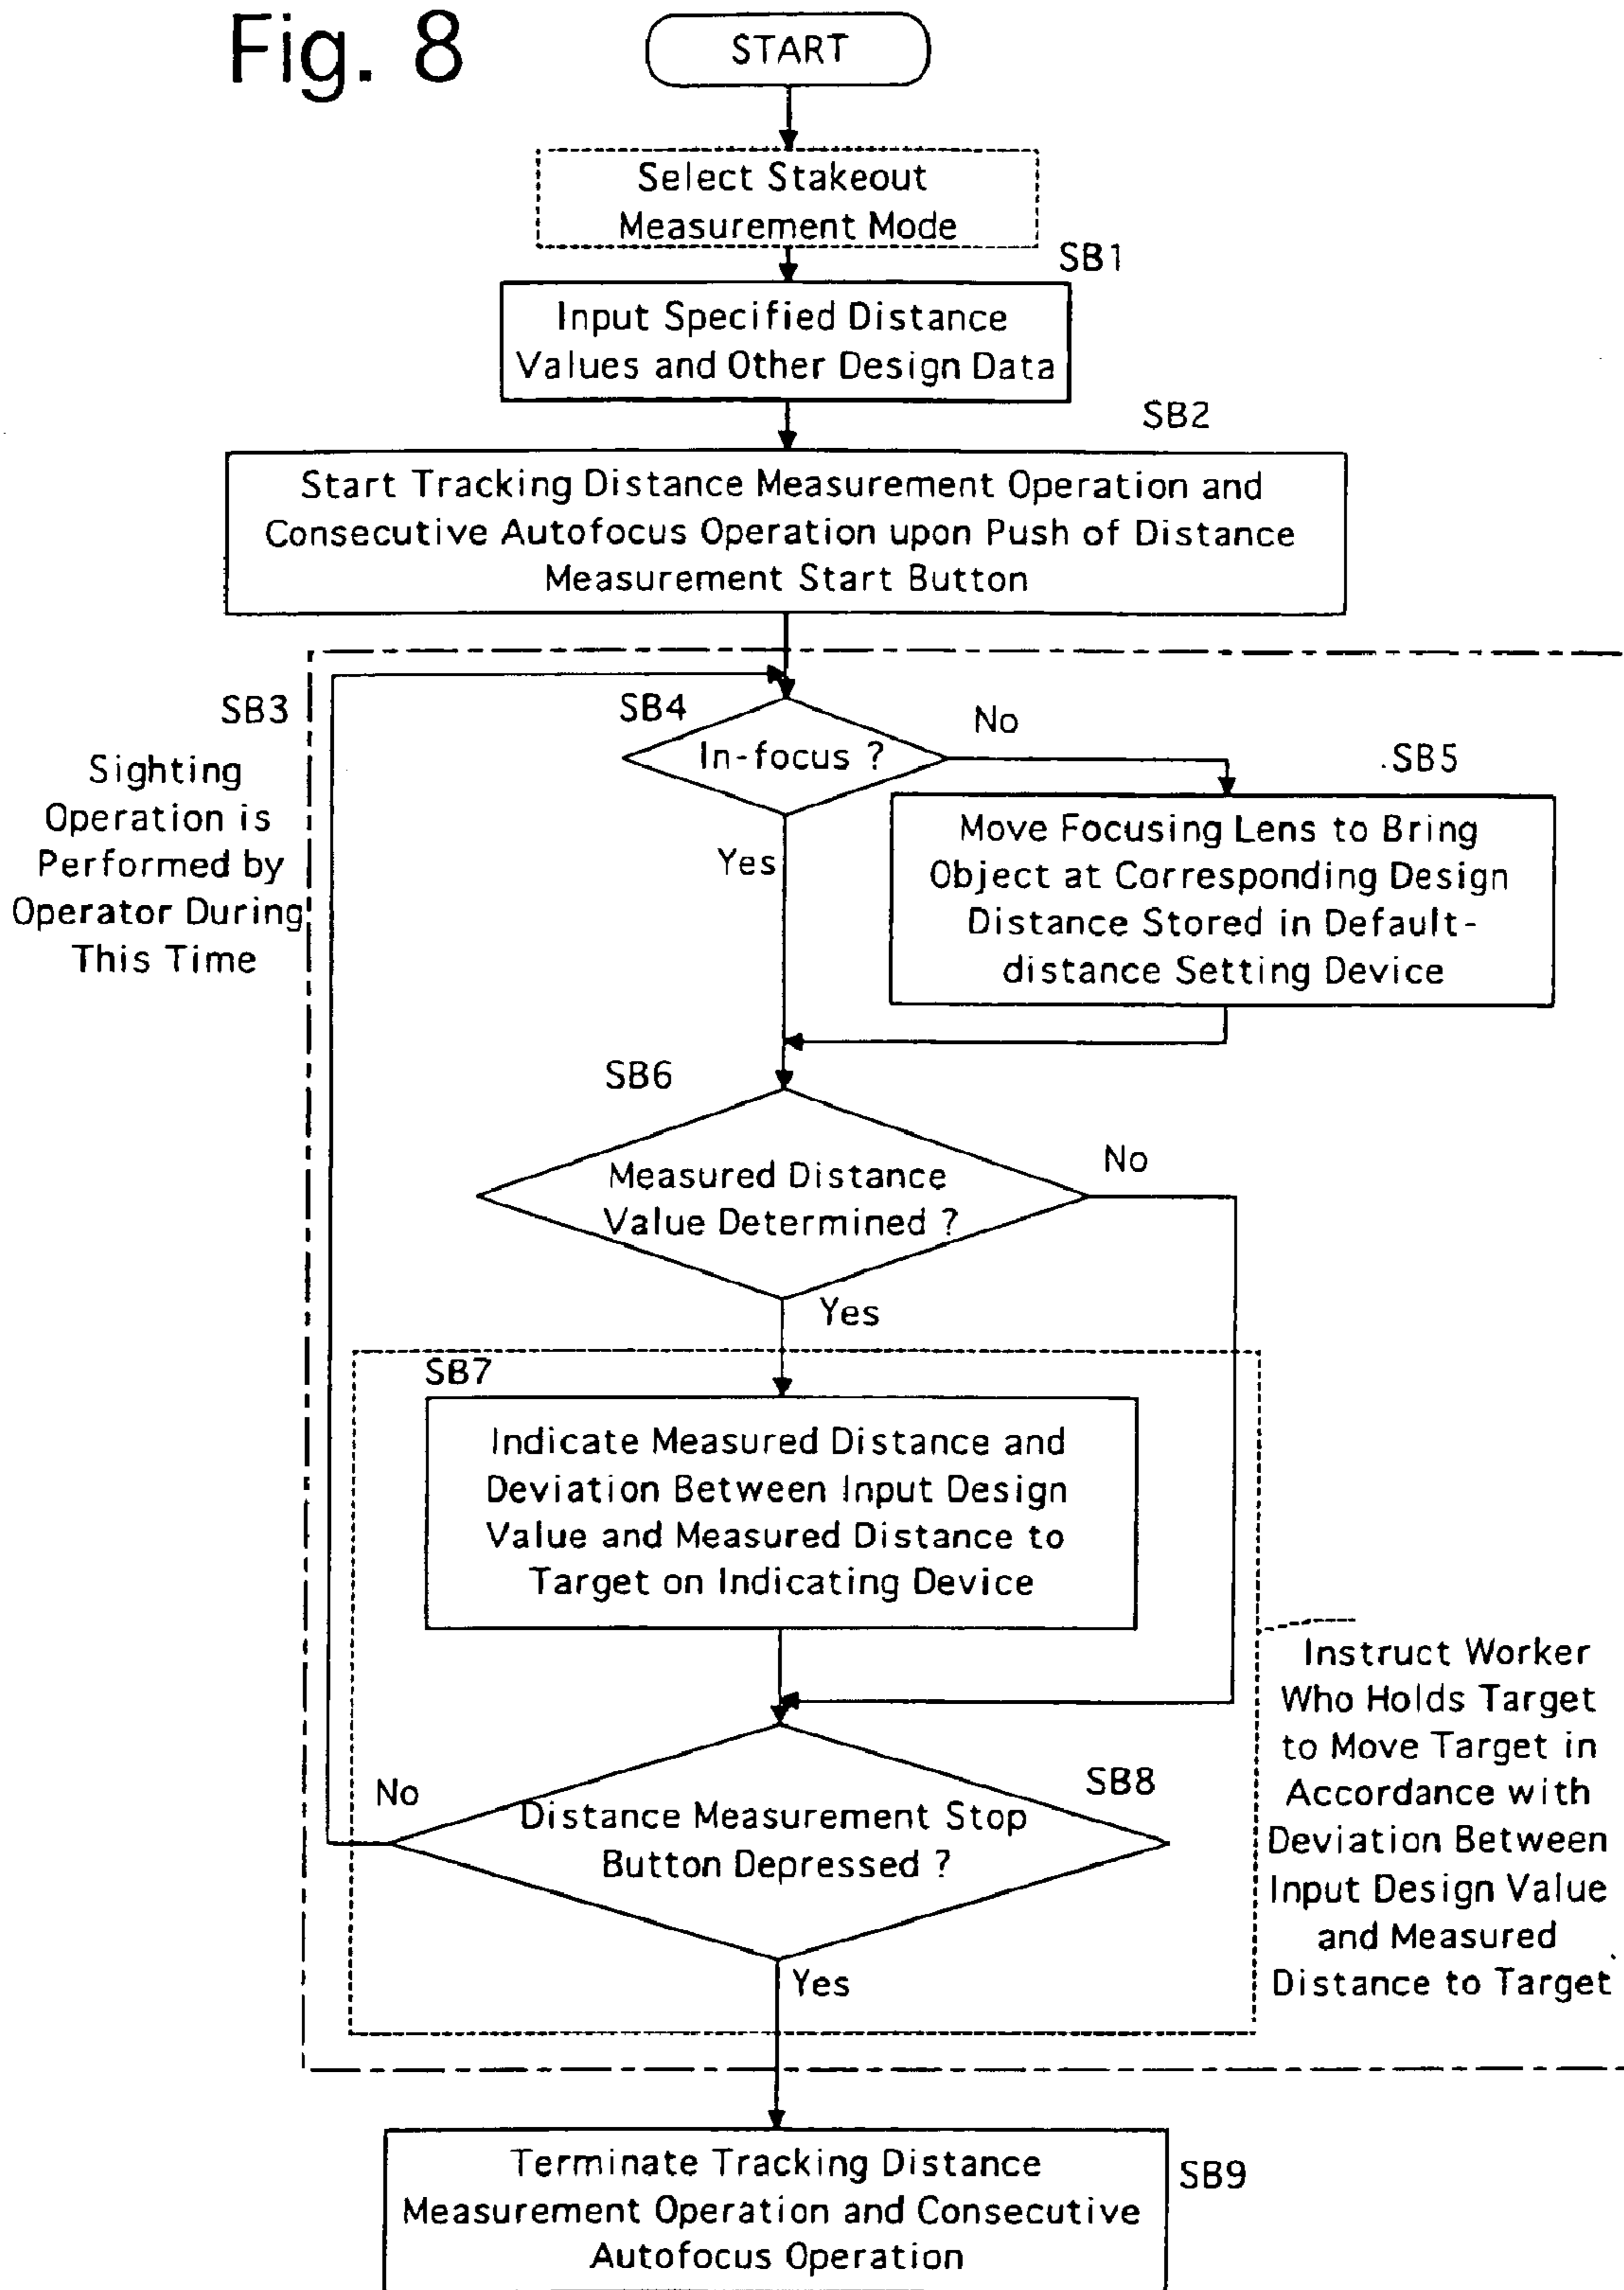 Fig. 8
START
Select Stakeout
Measurement Mode
SB1
Input Specified Distance
Values and Other Design Data
SB2
Start Tracking Distance Measurement Operation and
Consecutive Autofocus Operation upon Push of Distance
Measurement Start Button
SB3
Sighting
Operation is
Performed by
Operator During
This Time
SB4
In-focus ?
No
Yes
SB5
Move Focusing Lens to Bring
Object at Corresponding Design
Distance Stored in Default-
distance Setting Device
SB6
Measured Distance
Value Determined ?
No
Yes
SB7
Indicate Measured Distance and
Deviation Between Input Design
Value and Measured Distance to
Target on Indicating Device
Instruct Worker
Who Holds Target
to Move Target in
Accordance with
Deviation Between
Input Design Value
and Measured
Distance to Target
No
SB8
Distance Measurement Stop
Button Depressed ?
Yes
Terminate Tracking Distance
Measurement Operation and Consecutive
Autofocus Operation
SB9